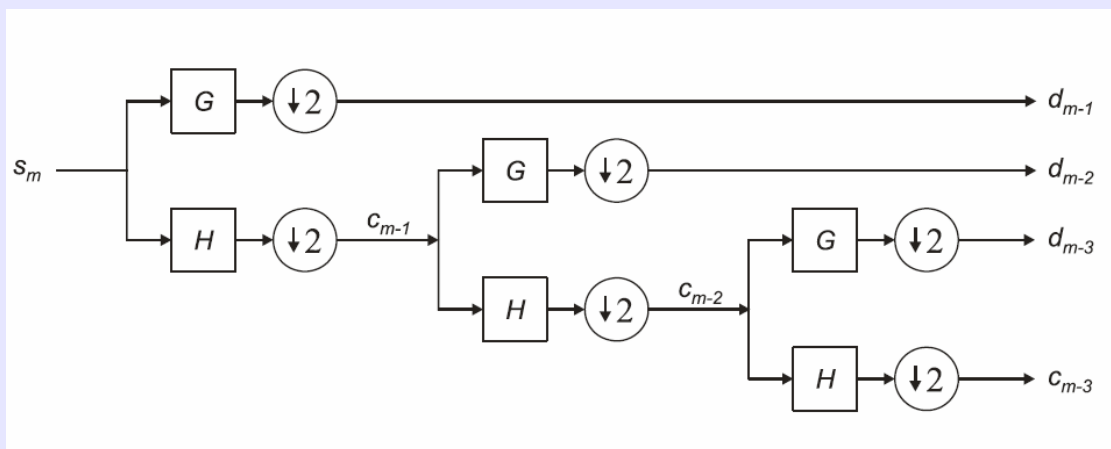 G ↓2 d_{m-1}
s_m
G ↓2 d_{m-2}
H ↓2 c_{m-1}
G ↓2 d_{m-3}
H ↓2 c_{m-2}
H ↓2 c_{m-3}